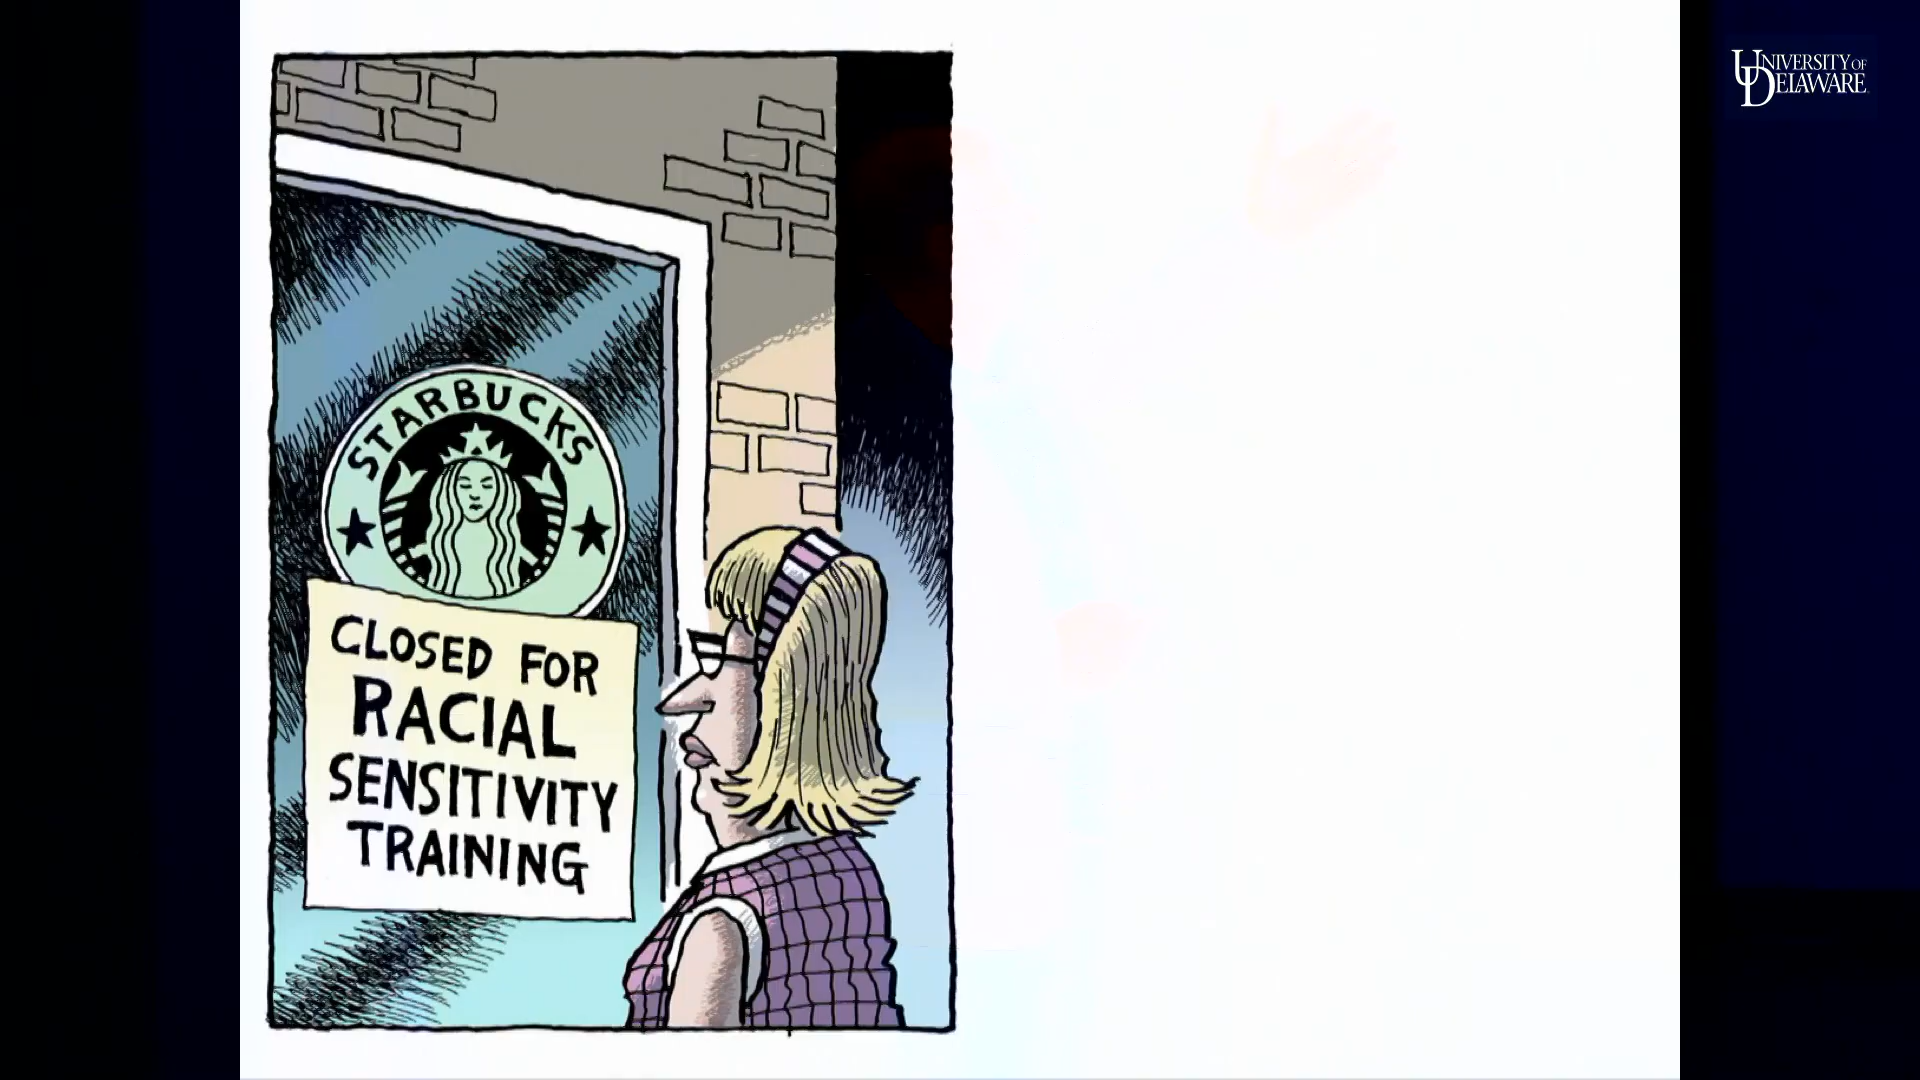 UNIVERSITY OF
DELAWARE
STARBUCKS
CLOSED FOR
RACIAL
SENSITIVITY
TRAINING